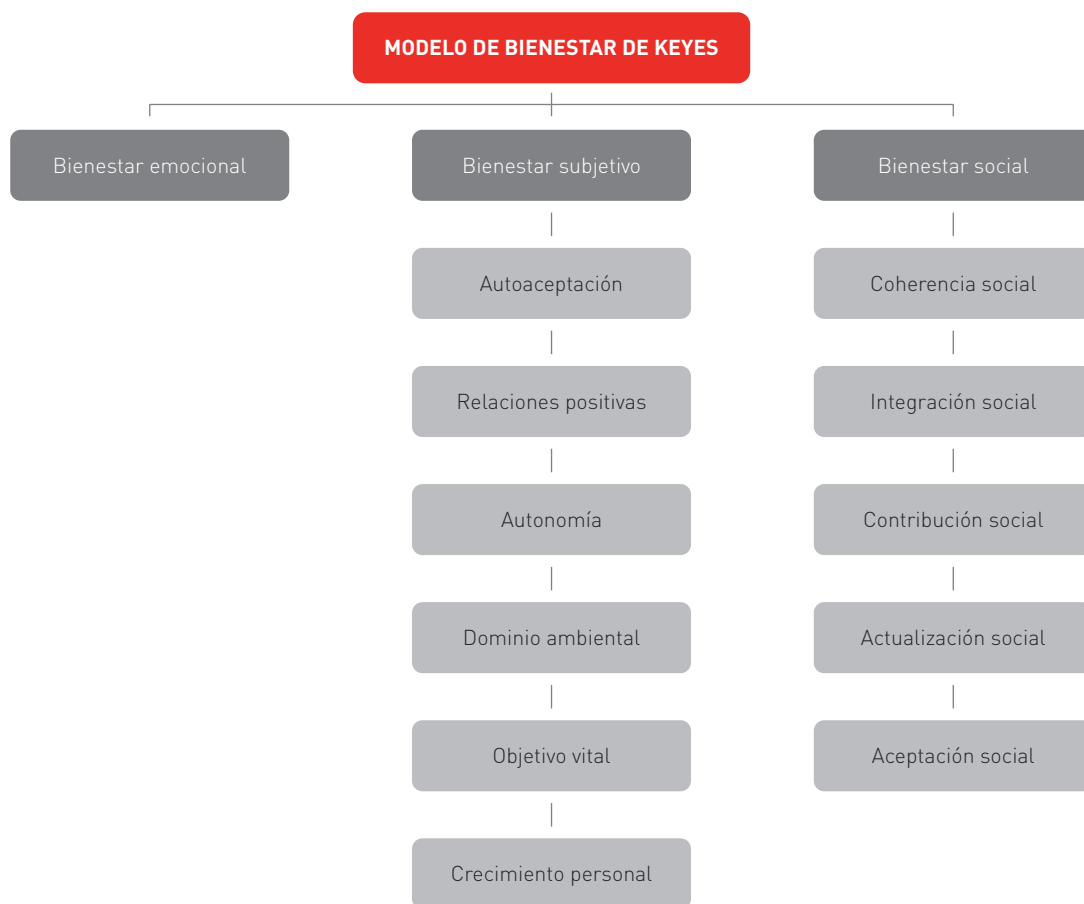 MODELO DE BIENESTAR DE KEYES
Bienestar emocional
Bienestar subjetivo
Autoaceptación
Relaciones positivas
Autonomía
Dominio ambiental
Objetivo vital
Crecimiento personal
Bienestar social
Coherencia social
Integración social
Contribución social
Actualización social
Aceptación social